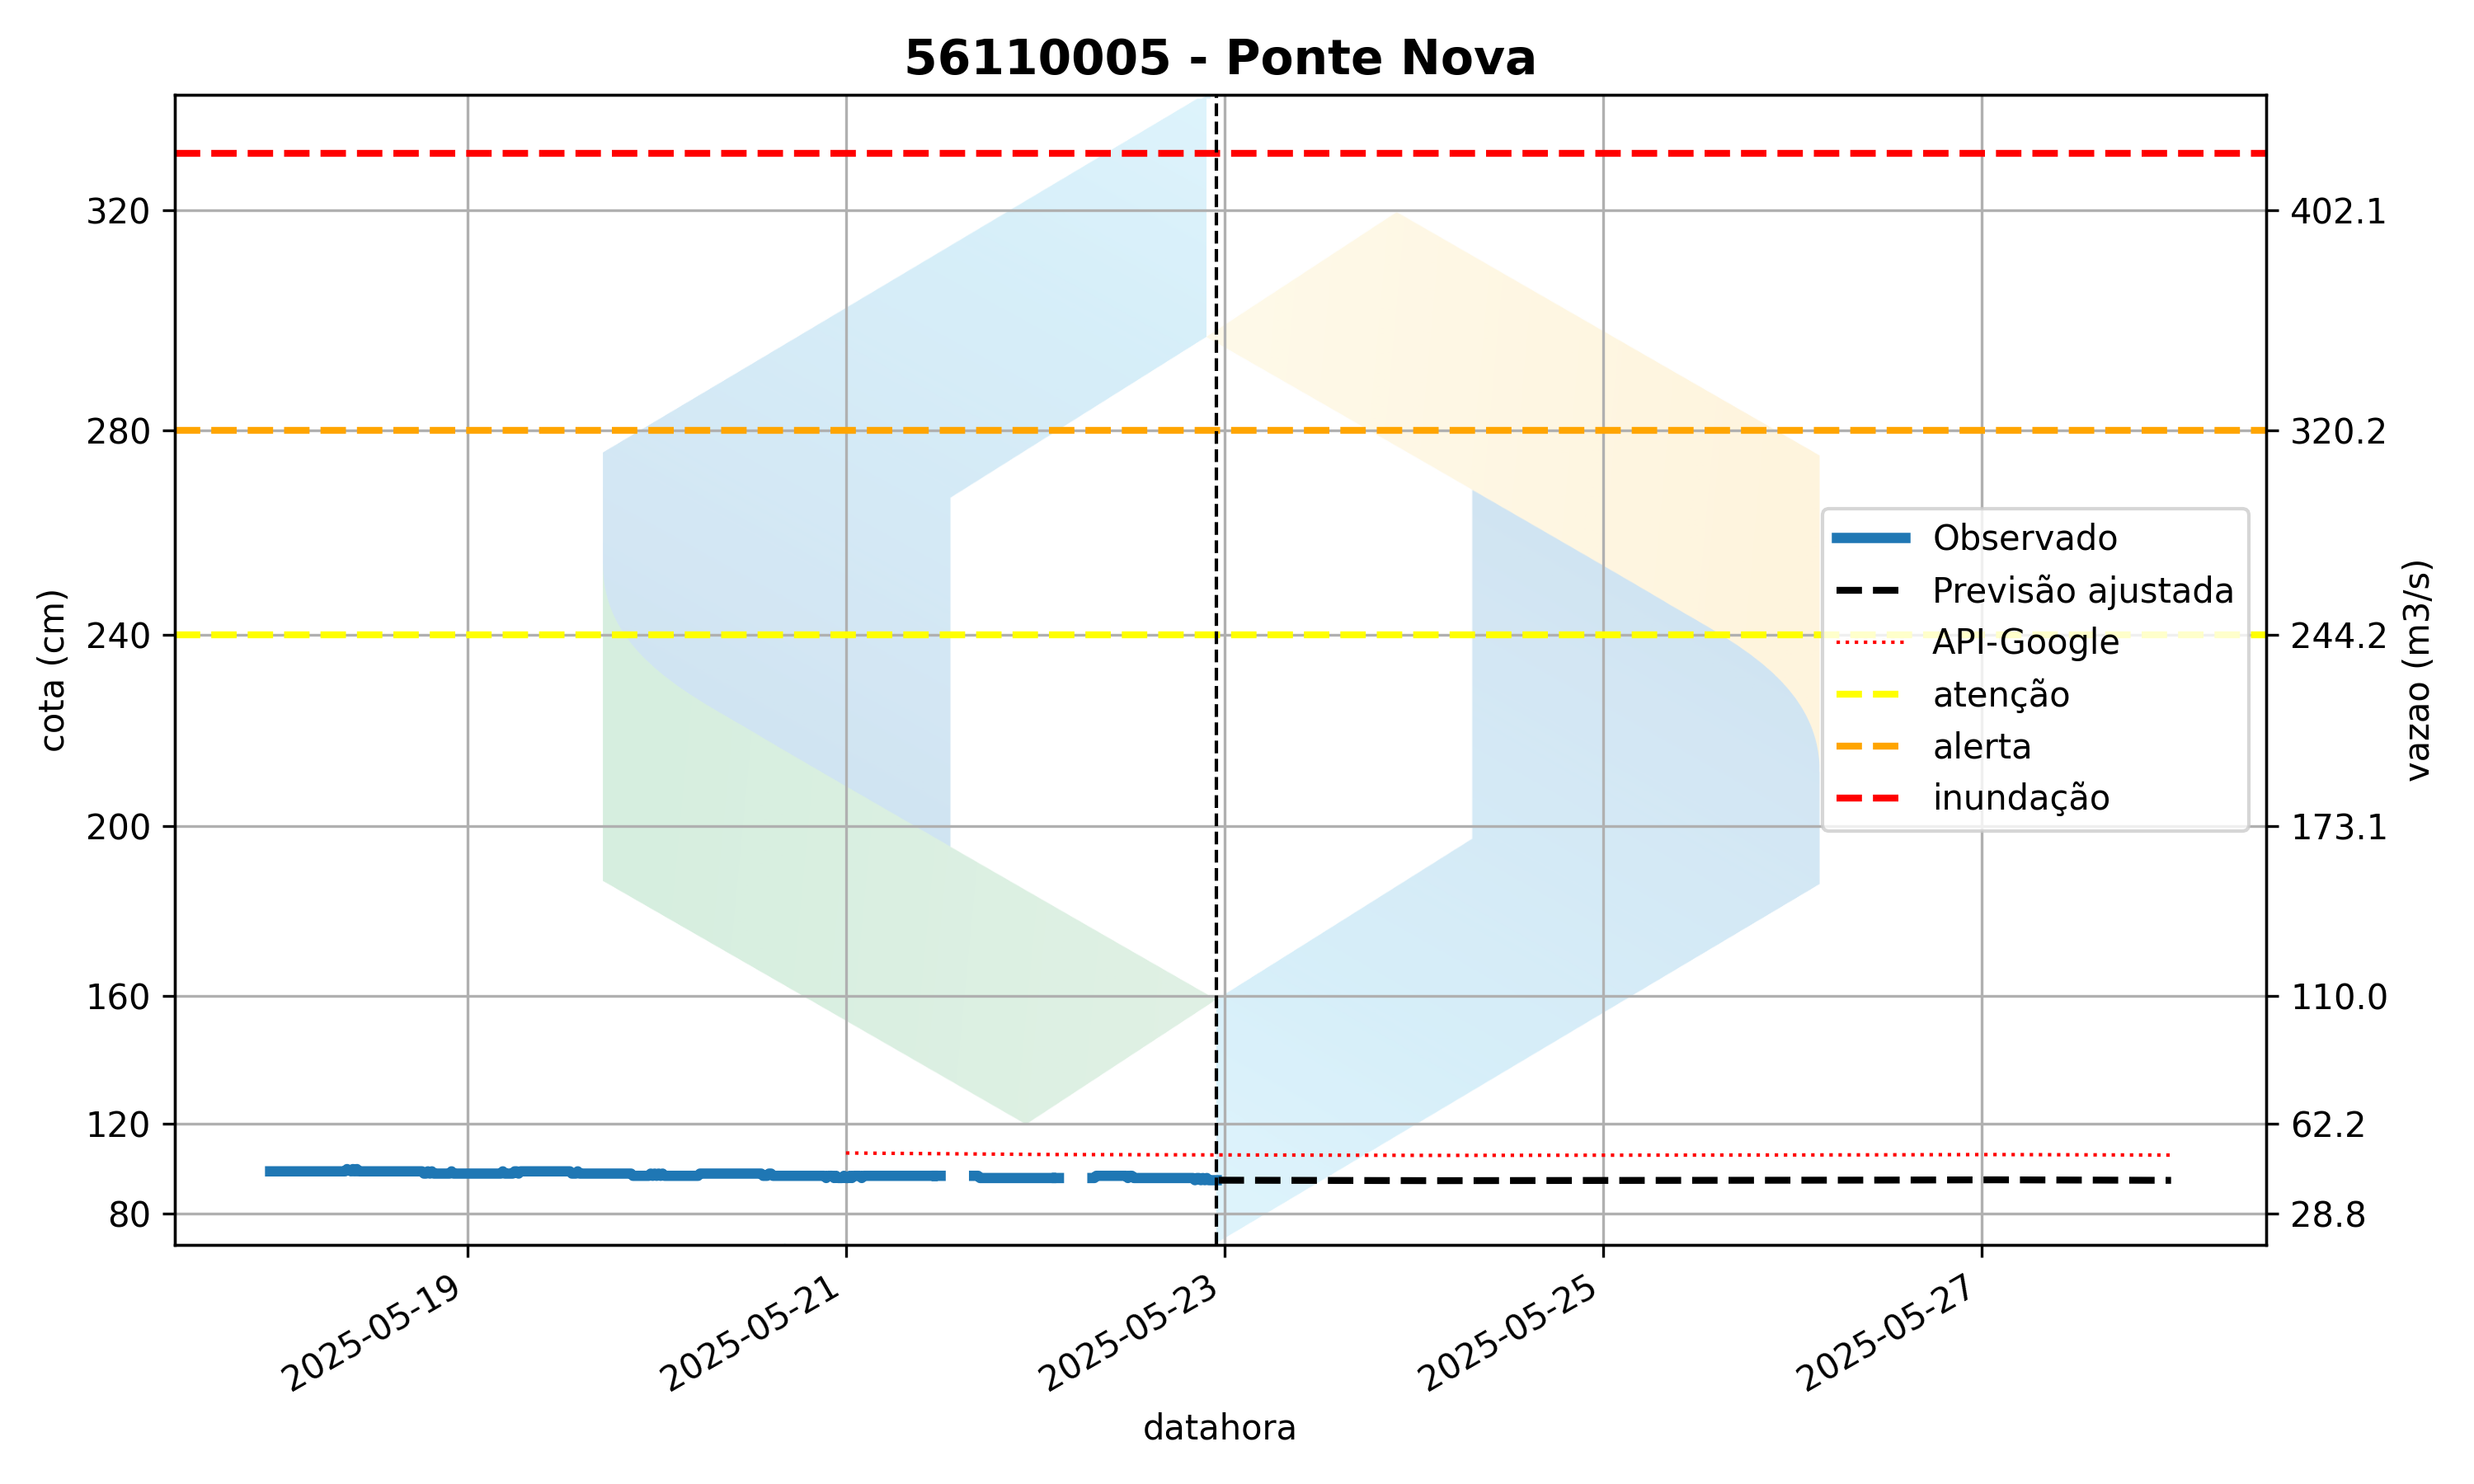 56110005 - Ponte Nova
320
280
240
200
160
120
80
cota (cm)
402.1
320.2
244.2
173.1
110.0
62.2
28.8
vazao (m3/s)
Observado
Previsão ajustada
API-Google
atenção
alerta
inundação
2025-05-19
2025-05-21
2025-05-23
2025-05-25
2025-05-27
datahora